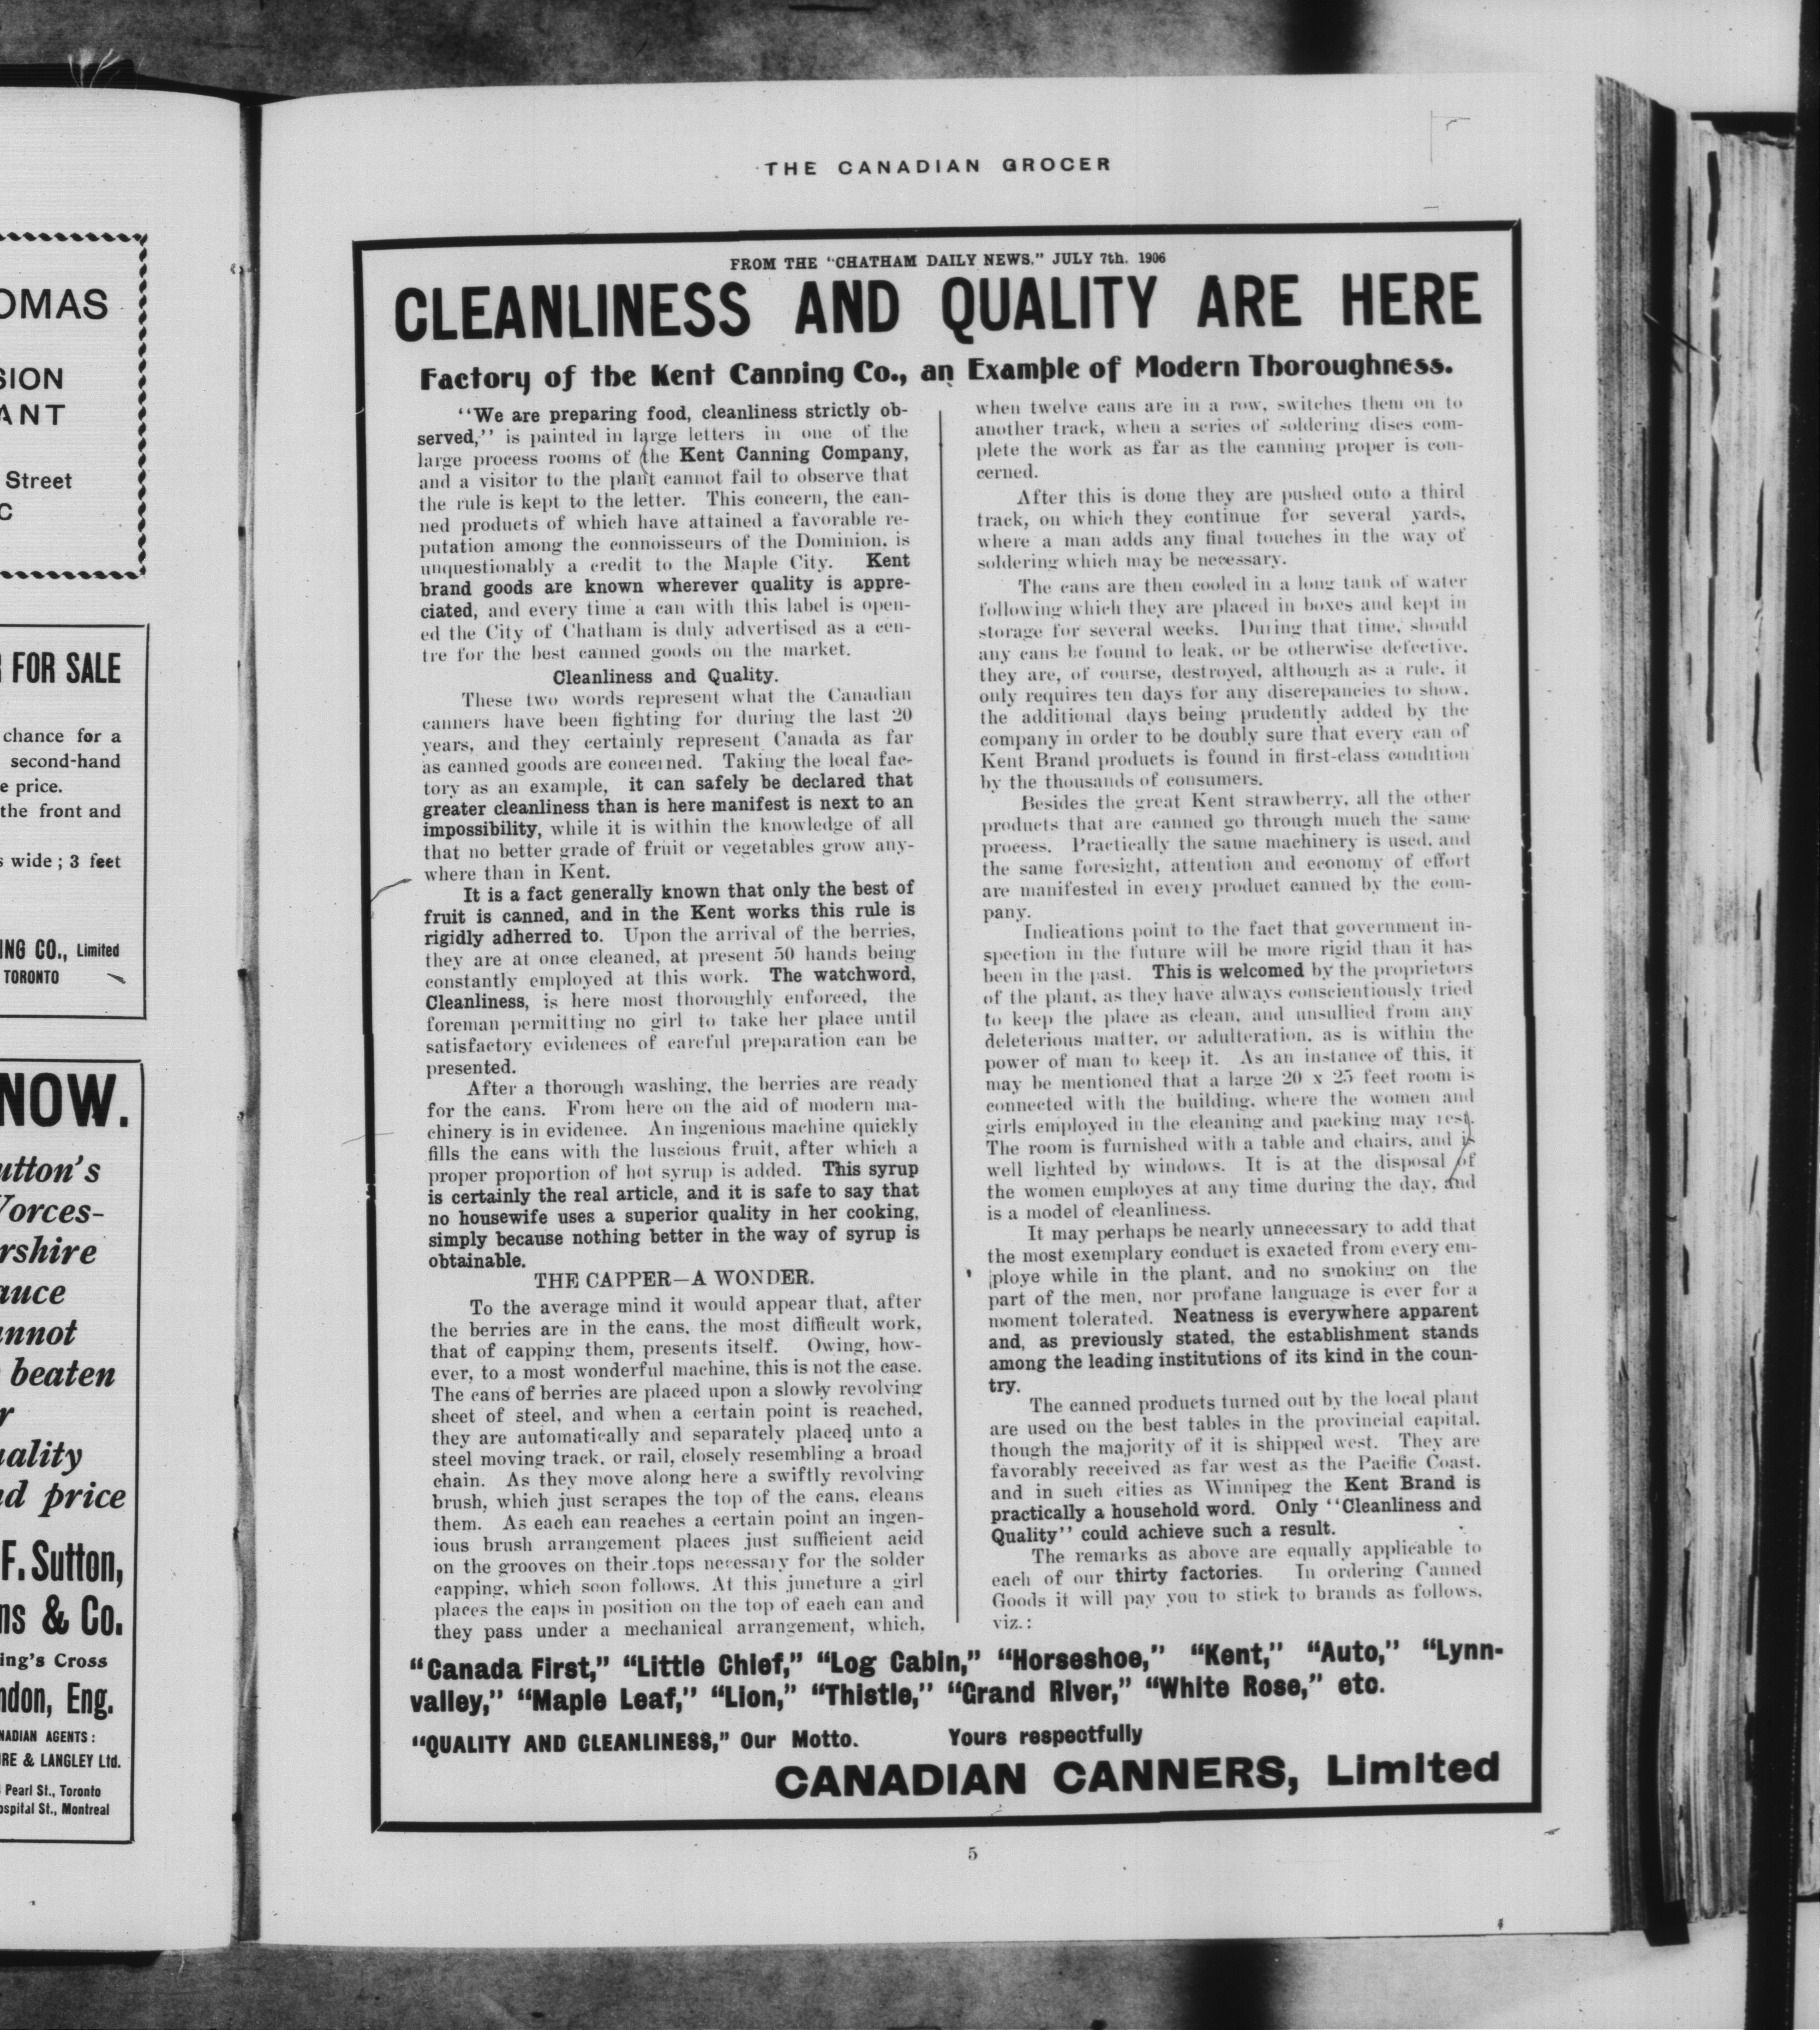 OMAS
SION
ANT
Street
C
FOR SALE
chance for a
second-hand
e price.
the front and
s wide ; 3 feet
ING CO., Limited
TORONTO
NOW.
utton's
orces-
rshire
auce
annot
beaten
r
uality
nd price
F. Sutton,
ns & Co.
ing's Cross
ndon, Eng.
NADIAN AGENTS :
RE & LANGLEY Ltd.
Pearl St., Toronto
ospital St., Montreal
THE CANADIAN GROCER
FROM THE "CHATHAM DAILY NEWS," JULY 7th. 1906
CLEANLINESS AND QUALITY ARE HERE
Factory of the Kent Canning Co., an Example of Modern Thoroughness.
"We are preparing food, cleanliness strictly ob-
served," is painted in large letters in one of the
large process rooms of the Kent Canning Company,
and a visitor to the plant cannot fail to observe that
the rule is kept to the letter. This concern, the can-
ned products of which have attained a favorable re-
putation among the connoisseurs of the Dominion, is
unquestionably a credit to the Maple City. Kent
brand goods are known wherever quality is appre-
ciated, and every time a can with this label is open-
ed the City of Chatham is duly advertised as a cen-
tre for the best canned goods on the market.
Cleanliness and Quality.
These two words represent what the Canadian
canners have been fighting for during the last 20
years, and they certainly represent Canada as far
as canned goods are concerned. Taking the local fac-
tory as an example, it can safely be declared that
greater cleanliness than is here manifest is next to an
impossibility, while it is within the knowledge of all
that no better grade of fruit or vegetables grow any-
where than in Kent.
It is a fact generally known that only the best of
fruit is canned, and in the Kent works this rule is
rigidly adherred to. Upon the arrival of the berries,
they are at once cleaned, at present 50 hands being
constantly employed at this work. The watchword,
Cleanliness, is here most thoroughly enforced, the
foreman permitting no girl to take her place until
satisfactory evidences of careful preparation can be
presented.
After a thorough washing, the berries are ready
for the cans. From here on the aid of modern ma-
chinery is in evidence. An ingenious machine quickly
fills the cans with the luscious fruit, after which a
proper proportion of hot syrup is added. This syrup
is certainly the real article, and it is safe to say that
no housewife uses a superior quality in her cooking,
simply because nothing better in the way of syrup is
obtainable.
THE CAPPER—A WONDER.
To the average mind it would appear that, after
the berries are in the cans, the most difficult work,
that of capping them, presents itself. Owing, how-
ever, to a most wonderful machine, this is not the case.
The cans of berries are placed upon a slowly revolving
sheet of steel, and when a certain point is reached,
they are automatically and separately placed unto a
steel moving track, or rail, closely resembling a broad
chain. As they move along here a swiftly revolving
brush, which just scrapes the top of the cans, cleans
them. As each can reaches a certain point an ingen-
ious brush arrangement places just sufficient acid
on the grooves on their tops necessary for the solder
capping, which soon follows. At this juncture a girl
places the caps in position on the top of each can and
they pass under a mechanical arrangement, which,
when twelve cans are in a row, switches them on to
another track, when a series of soldering discs com-
plete the work as far as the canning proper is con-
cerned.
After this is done they are pushed onto a third
track, on which they continue for several yards,
where a man adds any final touches in the way of
soldering which may be necessary.
The cans are then cooled in a long tank of water
following which they are placed in boxes and kept in
storage for several weeks. During that time, should
any cans be found to leak, or be otherwise defective,
they are, of course, destroyed, although as a rule, it
only requires ten days for any discrepancies to show,
the additional days being prudently added by the
company in order to be doubly sure that every can of
Kent Brand products is found in first-class condition
by the thousands of consumers.
Besides the great Kent strawberry, all the other
products that are canned go through much the same
process. Practically the same machinery is used, and
the same foresight, attention and economy of effort
are manifested in every product canned by the com-
pany.
Indications point to the fact that government in-
spection in the future will be more rigid than it has
been in the past. This is welcomed by the proprietors
of the plant, as they have always conscientiously tried
to keep the place as clean, and unsullied from any
deleterious matter, or adulteration, as is within the
power of man to keep it. As an instance of this, it
may be mentioned that a large 20 x 25 feet room is
connected with the building, where the women and
girls employed in the cleaning and packing may rest.
The room is furnished with a table and chairs, and is
well lighted by windows. It is at the disposal of
the women employes at any time during the day, and
is a model of cleanliness.
It may perhaps be nearly unnecessary to add that
the most exemplary conduct is exacted from every em-
ploye while in the plant, and no smoking on the
part of the men, nor profane language is ever for a
moment tolerated. Neatness is everywhere apparent
and, as previously stated, the establishment stands
among the leading institutions of its kind in the coun-
try.
The canned products turned out by the local plant
are used on the best tables in the provincial capital,
though the majority of it is shipped west. They are
favorably received as far west as the Pacific Coast,
and in such cities as Winnipeg the Kent Brand is
practically a household word. Only "Cleanliness and
Quality" could achieve such a result.
The remarks as above are equally applicable to
each of our thirty factories. In ordering Canned
Goods it will pay you to stick to brands as follows,
viz.:
"Canada First," "Little Chief," "Log Cabin," "Horseshoe," "Kent," "Auto," "Lynn-
valley," "Maple Leaf," "Lion," "Thistle," "Grand River," "White Rose," etc.
"QUALITY AND CLEANLINESS," Our Motto. Yours respectfully
CANADIAN CANNERS, Limited
5